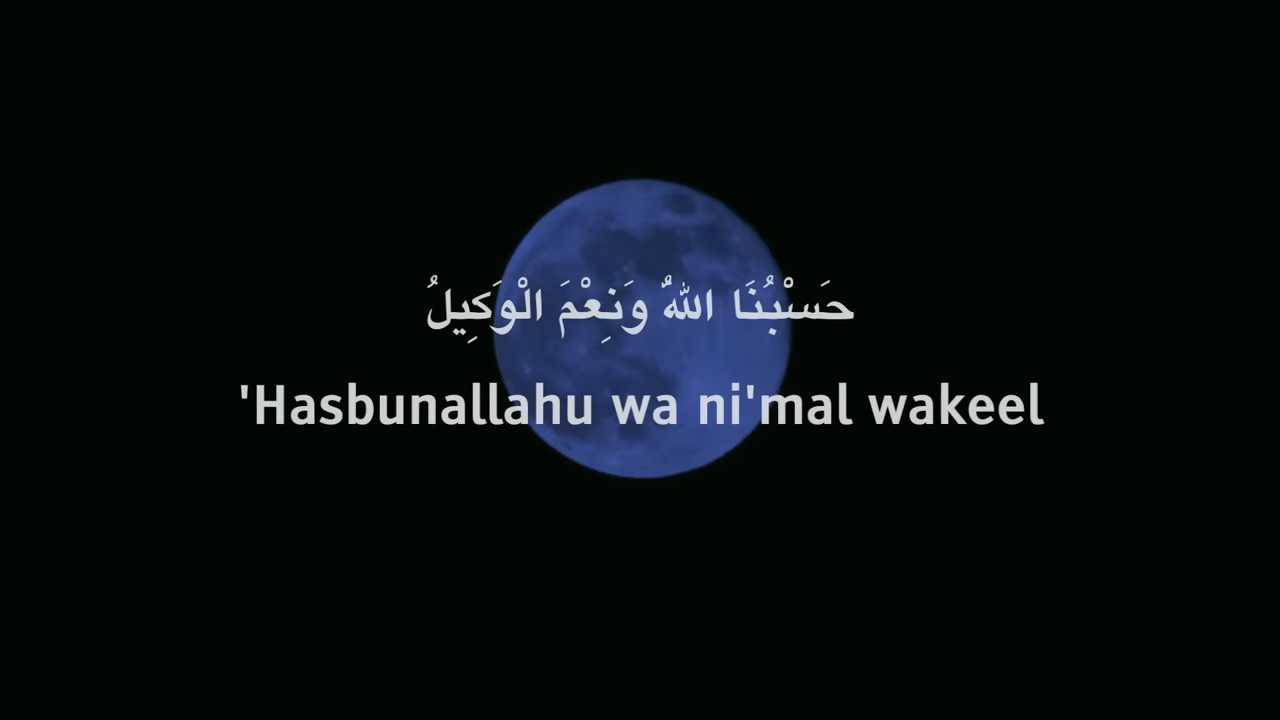 حَسْبُنَا اللهُ وَنِعْمَ الْوَكِيلُ
'Hasbunallahu wa ni'mal wakeel